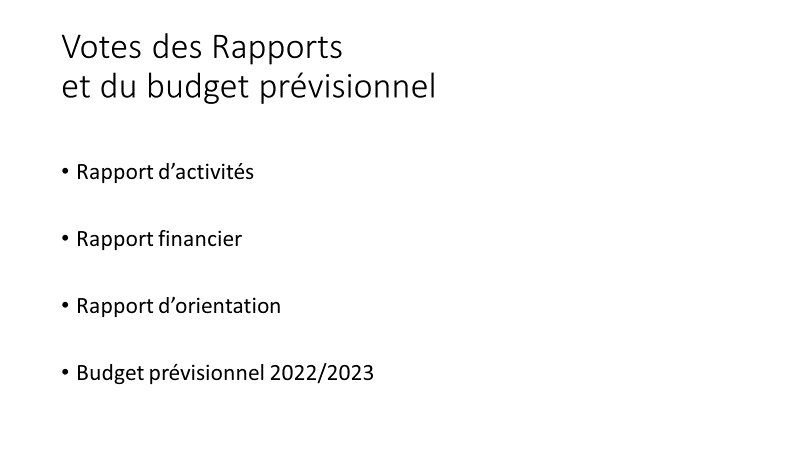 Votes des Rapports
et du budget prévisionnel
• Rapport d’activités
• Rapport financier
• Rapport d’orientation
• Budget prévisionnel 2022/2023